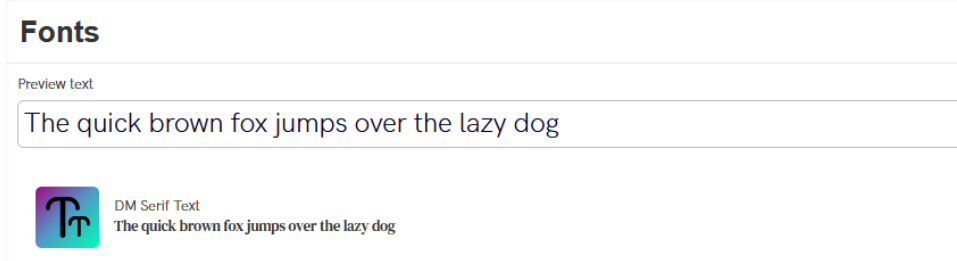 Fonts
Preview text
The quick brown fox jumps over the lazy dog
TT
DM Serif Text
The quick brown fox jumps over the lazy dog